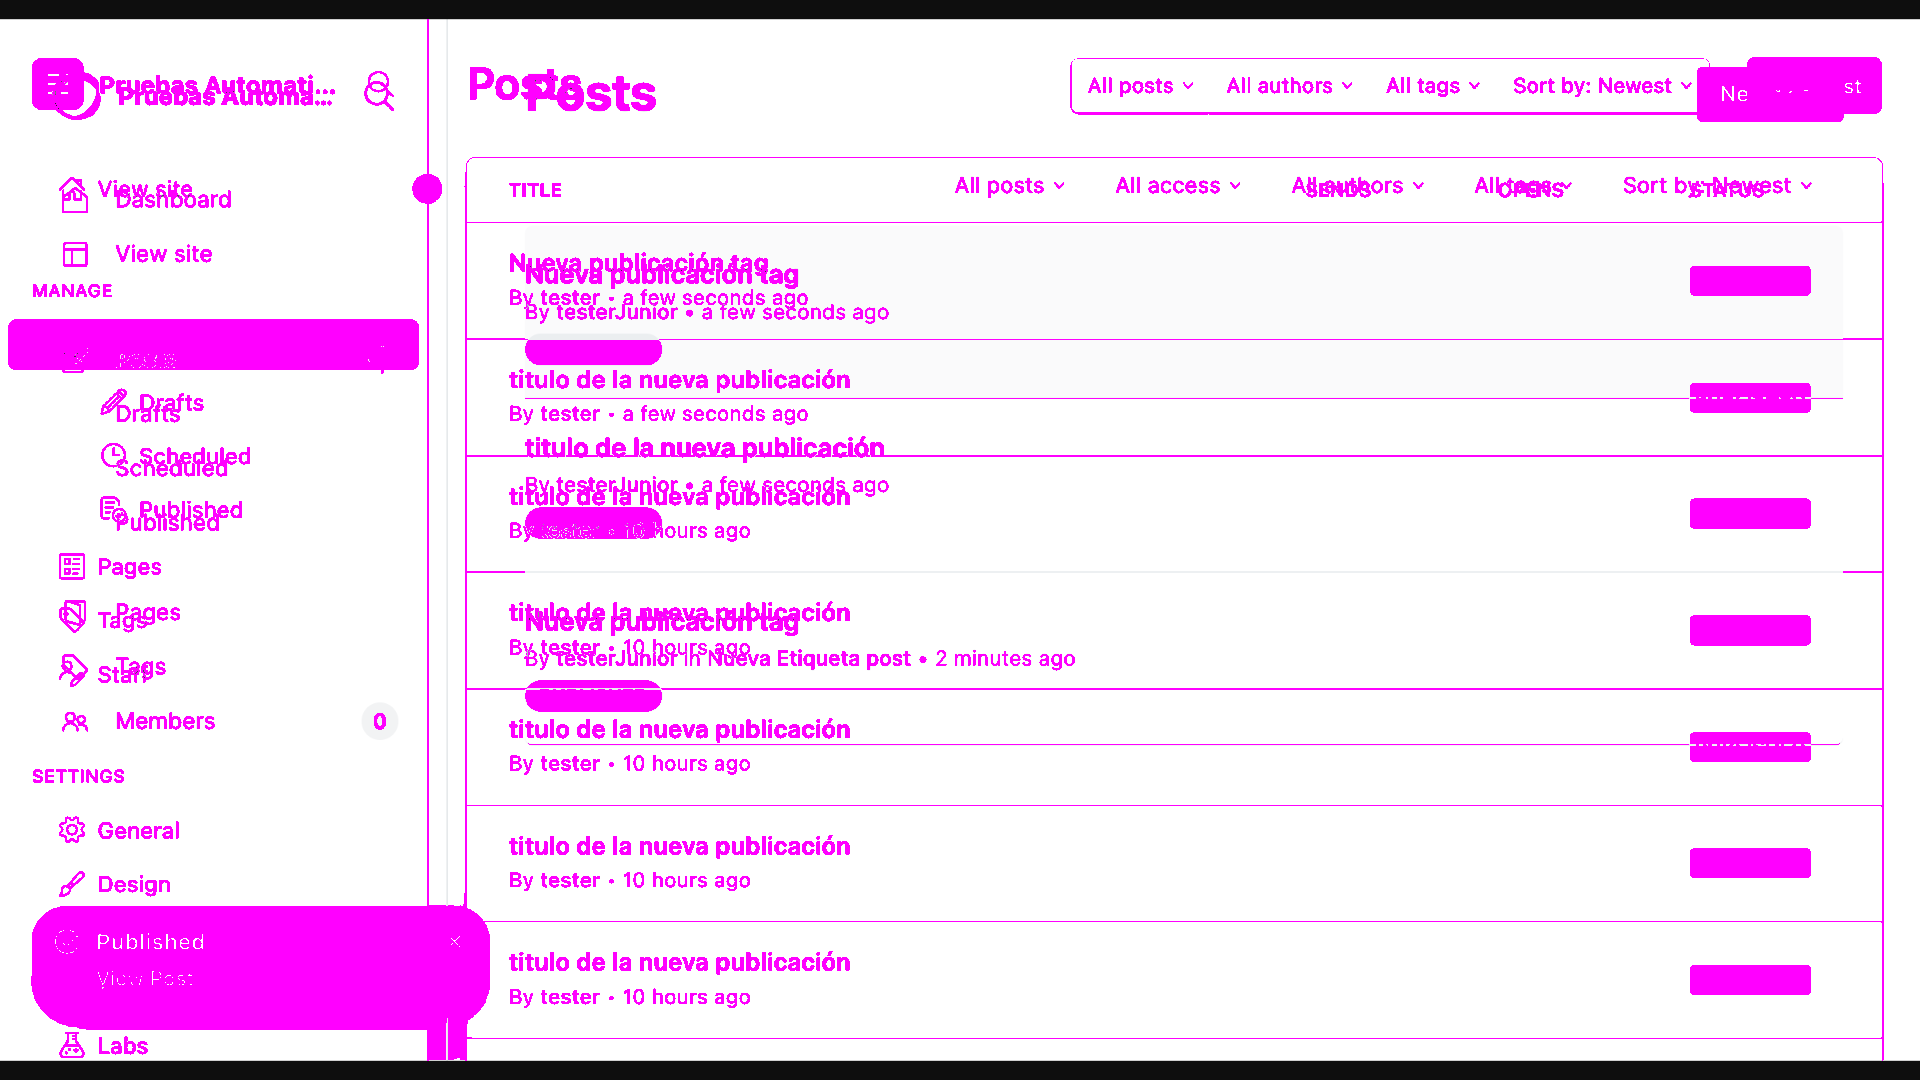 Pruebas Automati...
Pruebas Automa...
View site
Dashboard
View site
MANAGE
Drafts
Drafts
Scheduled
Scheduled
Published
Published
Pages
Pages
Tags
Tags
Staff
Members 0
SETTINGS
General
Design
Published
View Post
Labs
Posts
Posts
All posts All authors All tags Sort by: Newest
TITLE SENDS OPENS STATUS
All posts All access All authors All tags Sort by: Newest
Nueva publicación tag
Nueva publicación tag
By tester • a few seconds ago
By testerJunior • a few seconds ago
titulo de la nueva publicación
By tester • a few seconds ago
titulo de la nueva publicación
By testerJunior • a few seconds ago
titulo de la nueva publicación
By tester • 10 hours ago
titulo de la nueva publicación
Nueva publicación tag
By tester • 10 hours ago
By testerJunior in Nueva Etiqueta post • 2 minutes ago
titulo de la nueva publicación
By tester • 10 hours ago
titulo de la nueva publicación
By tester • 10 hours ago
titulo de la nueva publicación
By tester • 10 hours ago